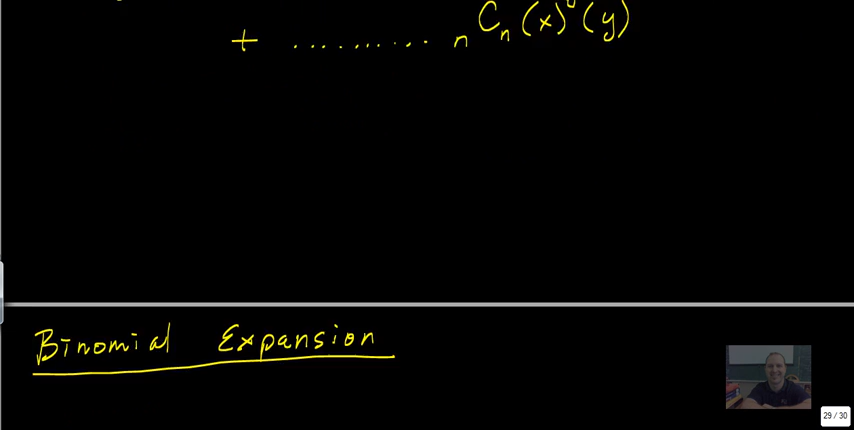 + .......... nCn (x)⁰ (y)
Binomial Expansion
29 / 30